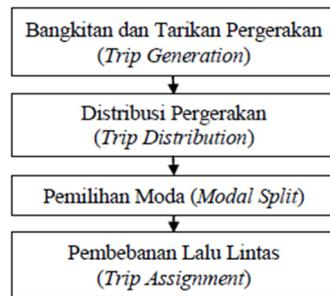 Bangkitan dan Tarikan Pergerakan
(Trip Generation)
Distribusi Pergerakan
(Trip Distribution)
Pemilihan Moda (Modal Split)
Pembebanan Lalu Lintas
(Trip Assignment)